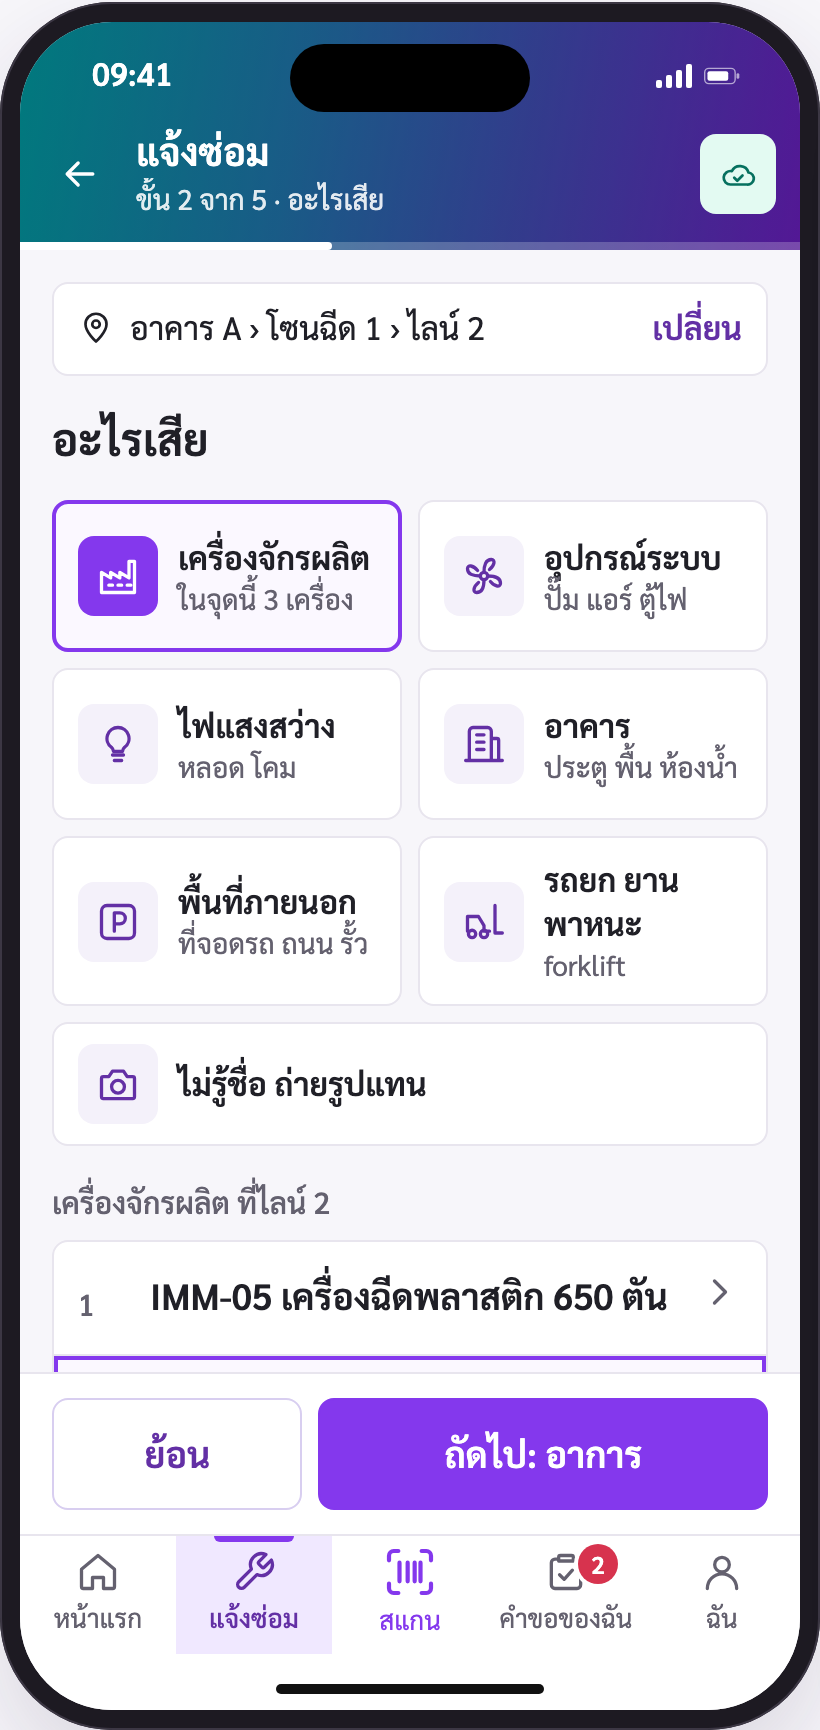 09:41
แจ้งซ่อม
ขั้น 2 จาก 5 · อะไรเสีย
อาคาร A › โซนฉีด 1 › ไลน์ 2
เปลี่ยน
อะไรเสีย
เครื่องจักรผลิต
ในจุดนี้ 3 เครื่อง
อุปกรณ์ระบบ
ปั๊ม แอร์ ตู้ไฟ
ไฟแสงสว่าง
หลอด โคม
อาคาร
ประตู พื้น ห้องน้ำ
พื้นที่ภายนอก
ที่จอดรถ ถนน รั้ว
รถยก ยาน
พาหนะ
forklift
ไม่รู้ชื่อ ถ่ายรูปแทน
เครื่องจักรผลิต ที่ไลน์ 2
1
IMM-05 เครื่องฉีดพลาสติก 650 ตัน
ย้อน
ถัดไป: อาการ
หน้าแรก
แจ้งซ่อม
สแกน
2
คำขอของฉัน
ฉัน